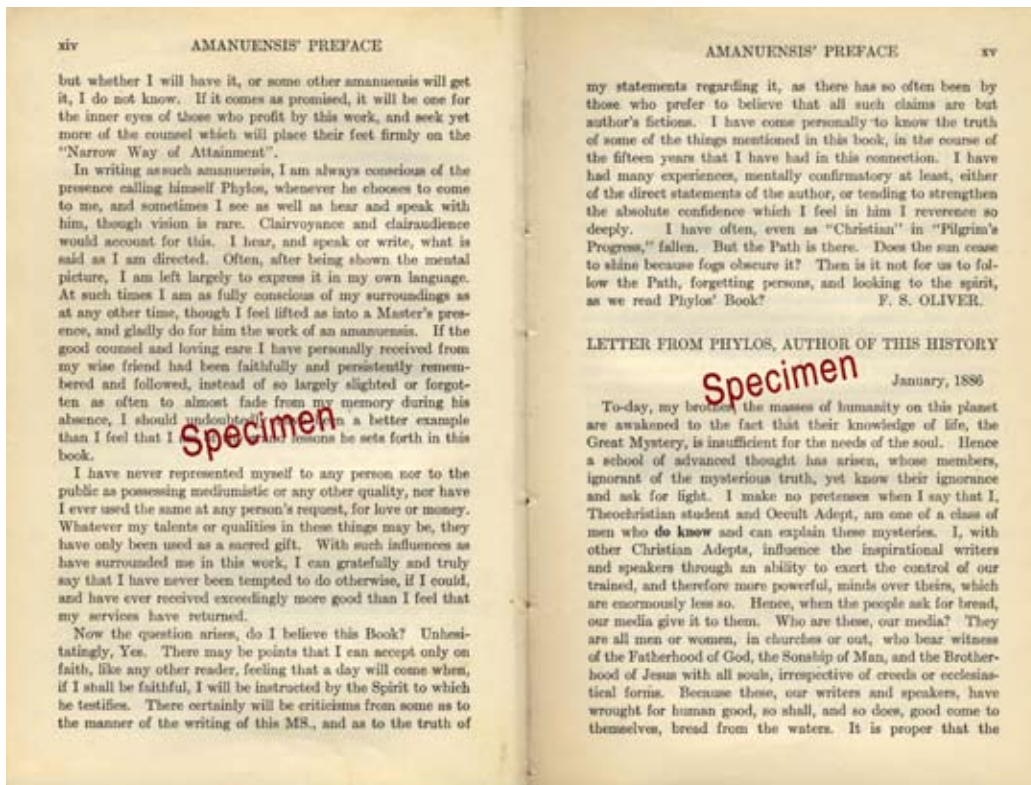 xiv AMANUENSIS' PREFACE
but whether I will have it, or some other amanuensis will get
it, I do not know. If it comes as promised, it will be one for
the inner eyes of those who profit by this work, and seek yet
more of the counsel which will place their feet firmly on the
"Narrow Way of Attainment".
In writing as such amanuensis, I am always conscious of the
presence calling himself Phylos, whenever he chooses to come
to me, and sometimes I see as well as hear and speak with
him, though vision is rare. Clairvoyance and clairaudience
would account for this. I hear, and speak or write, what is
said as I am directed. Often, after being shown the mental
picture, I am left largely to express it in my own language.
At such times I am as fully conscious of my surroundings as
at any other time, though I feel lifted as into a Master's pres-
ence, and gladly do for him the work of an amanuensis. If the
good counsel and loving care I have personally received from
my wise friend had been faithfully and persistently remem-
bered and followed, instead of so largely slighted or forgot-
ten as often to almost fade from my memory during his
absence, I should undoubtedly a better example
than I feel that I lessons he sets forth in this
book.
Specimen
I have never represented myself to any person nor to the
public as possessing mediumistic or any other quality, nor have
I ever used the same at any person's request, for love or money.
Whatever my talents or qualities in these things may be, they
have only been used as a sacred gift. With such influences as
have surrounded me in this work, I can gratefully and truly
say that I have never been tempted to do otherwise, if I could,
and have ever received exceedingly more good than I feel that
my services have returned.
Now the question arises, do I believe this Book? Unhesi-
tatingly, Yes. There may be points that I can accept only on
faith, like any other reader, feeling that a day will come when,
if I shall be faithful, I will be instructed by the Spirit to which
he testifies. There certainly will be criticisms from some as to
the manner of the writing of this MS., and as to the truth of
AMANUENSIS' PREFACE xv
my statements regarding it, as there has so often been by
those who prefer to believe that all such claims are but
author's fictions. I have come personally to know the truth
of some of the things mentioned in this book, in the course of
the fifteen years that I have had in this connection. I have
had many experiences, mentally confirmatory at least, either
of the direct statements of the author, or tending to strengthen
the absolute confidence which I feel in him I reverence so
deeply. I have often, even as "Christian" in "Pilgrim's
Progress," fallen. But the Path is there. Does the sun cease
to shine because fogs obscure it? Then is it not for us to fol-
low the Path, forgetting persons, and looking to the spirit,
as we read Phylos' Book? F. S. OLIVER.
LETTER FROM PHYLOS, AUTHOR OF THIS HISTORY
Specimen
January, 1886
To-day, my brother, the masses of humanity on this planet
are awakened to the fact that their knowledge of life, the
Great Mystery, is insufficient for the needs of the soul. Hence
a school of advanced thought has arisen, whose members,
ignorant of the mysterious truth, yet know their ignorance
and ask for light. I make no pretenses when I say that I,
Theochristian student and Occult Adept, am one of a class of
men who do know and can explain these mysteries. I, with
other Christian Adepts, influence the inspirational writers
and speakers through an ability to exert the control of our
trained, and therefore more powerful, minds over theirs, which
are enormously less so. Hence, when the people ask for bread,
our media give it to them. Who are these, our media? They
are all men or women, in churches or out, who bear witness
of the Fatherhood of God, the Sonship of Man, and the Brother-
hood of Jesus with all souls, irrespective of creeds or ecclesias-
tical forms. Because these, our writers and speakers, have
wrought for human good, so shall, and so does, good come to
themselves, bread from the waters. It is proper that the